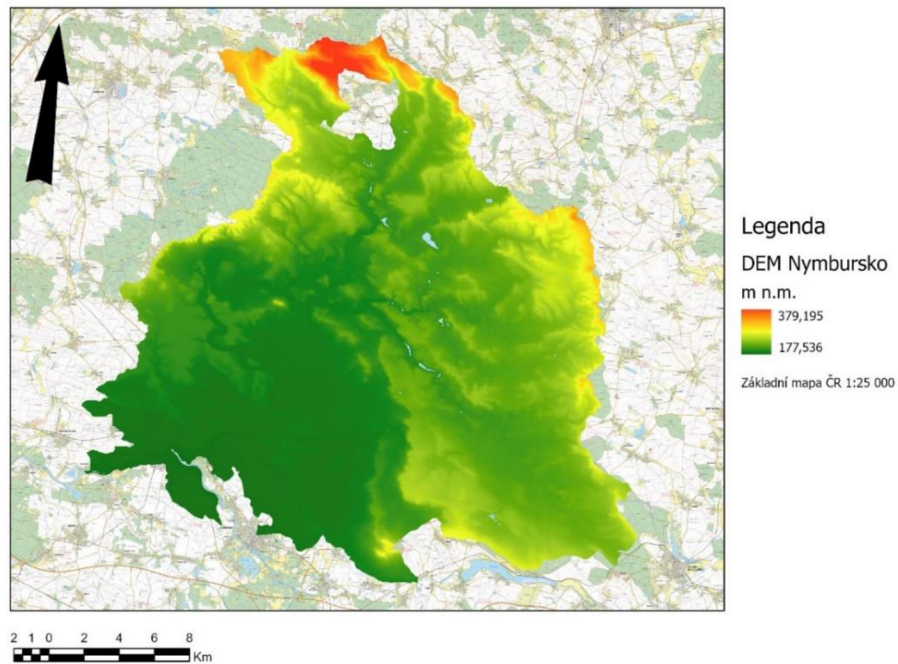 Legenda
DEM Nymbursko
m n.m.
379,195
177,536
Základní mapa ČR 1:25 000
2 1 0 2 4 6 8
Km